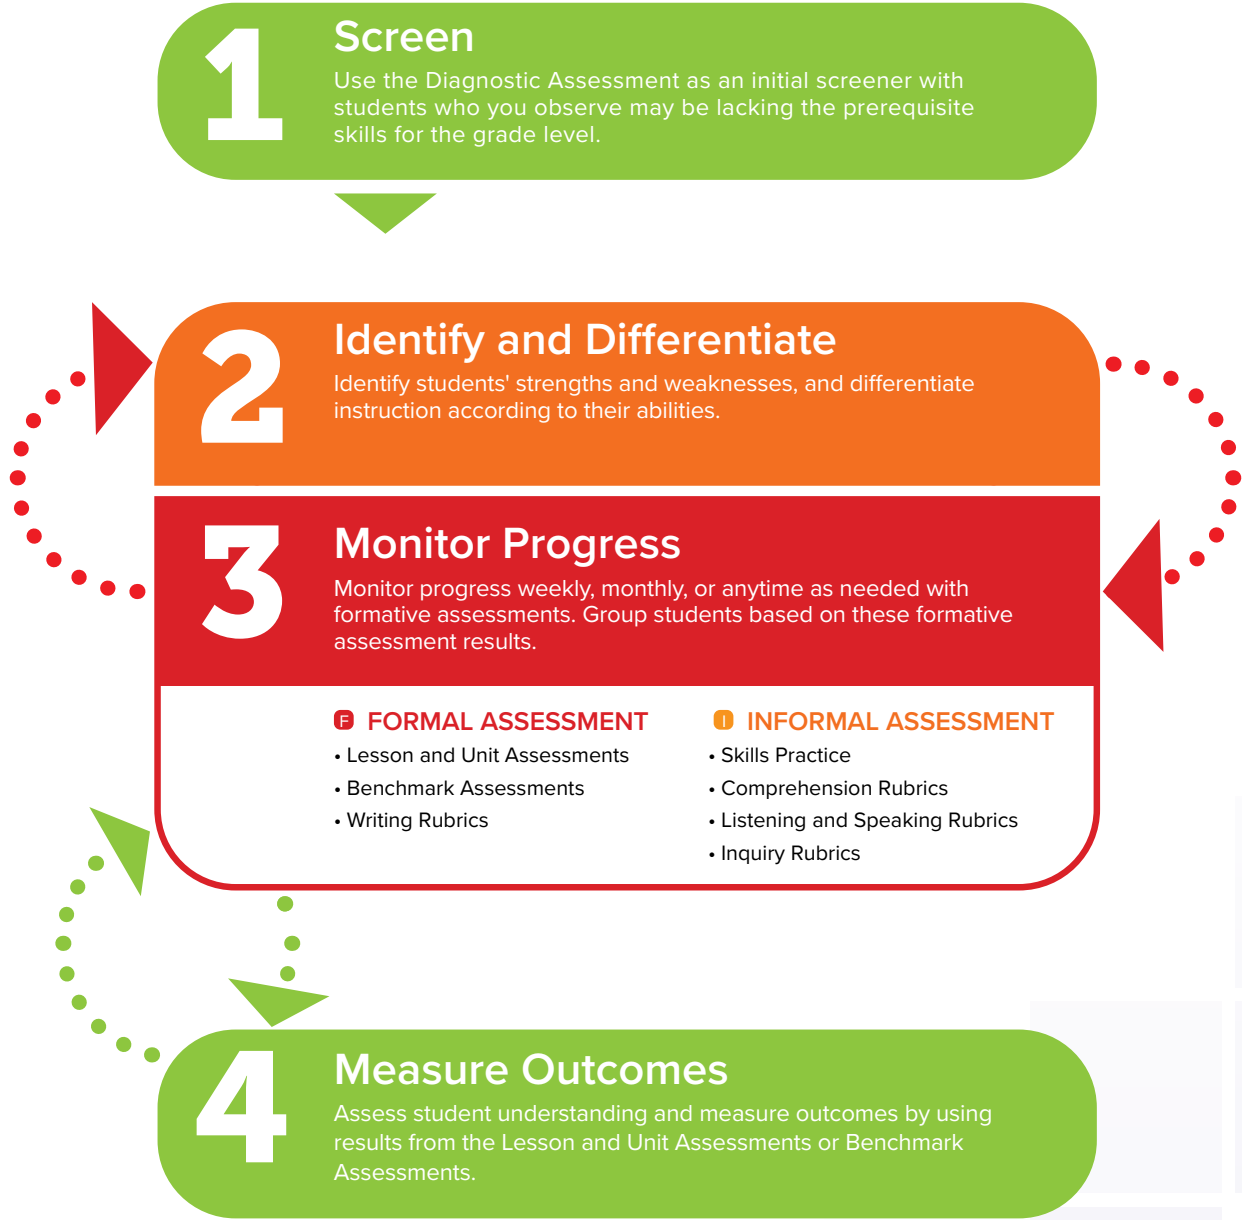 1
Screen
Use the Diagnostic Assessment as an initial screener with
students who you observe may be lacking the prerequisite
skills for the grade level.
2
Identify and Differentiate
Identify students' strengths and weaknesses, and differentiate
instruction according to their abilities.
3
Monitor Progress
Monitor progress weekly, monthly, or anytime as needed with
formative assessments. Group students based on these formative
assessment results.
F FORMAL ASSESSMENT
• Lesson and Unit Assessments
• Benchmark Assessments
• Writing Rubrics
I INFORMAL ASSESSMENT
• Skills Practice
• Comprehension Rubrics
• Listening and Speaking Rubrics
• Inquiry Rubrics
4
Measure Outcomes
Assess student understanding and measure outcomes by using
results from the Lesson and Unit Assessments or Benchmark
Assessments.